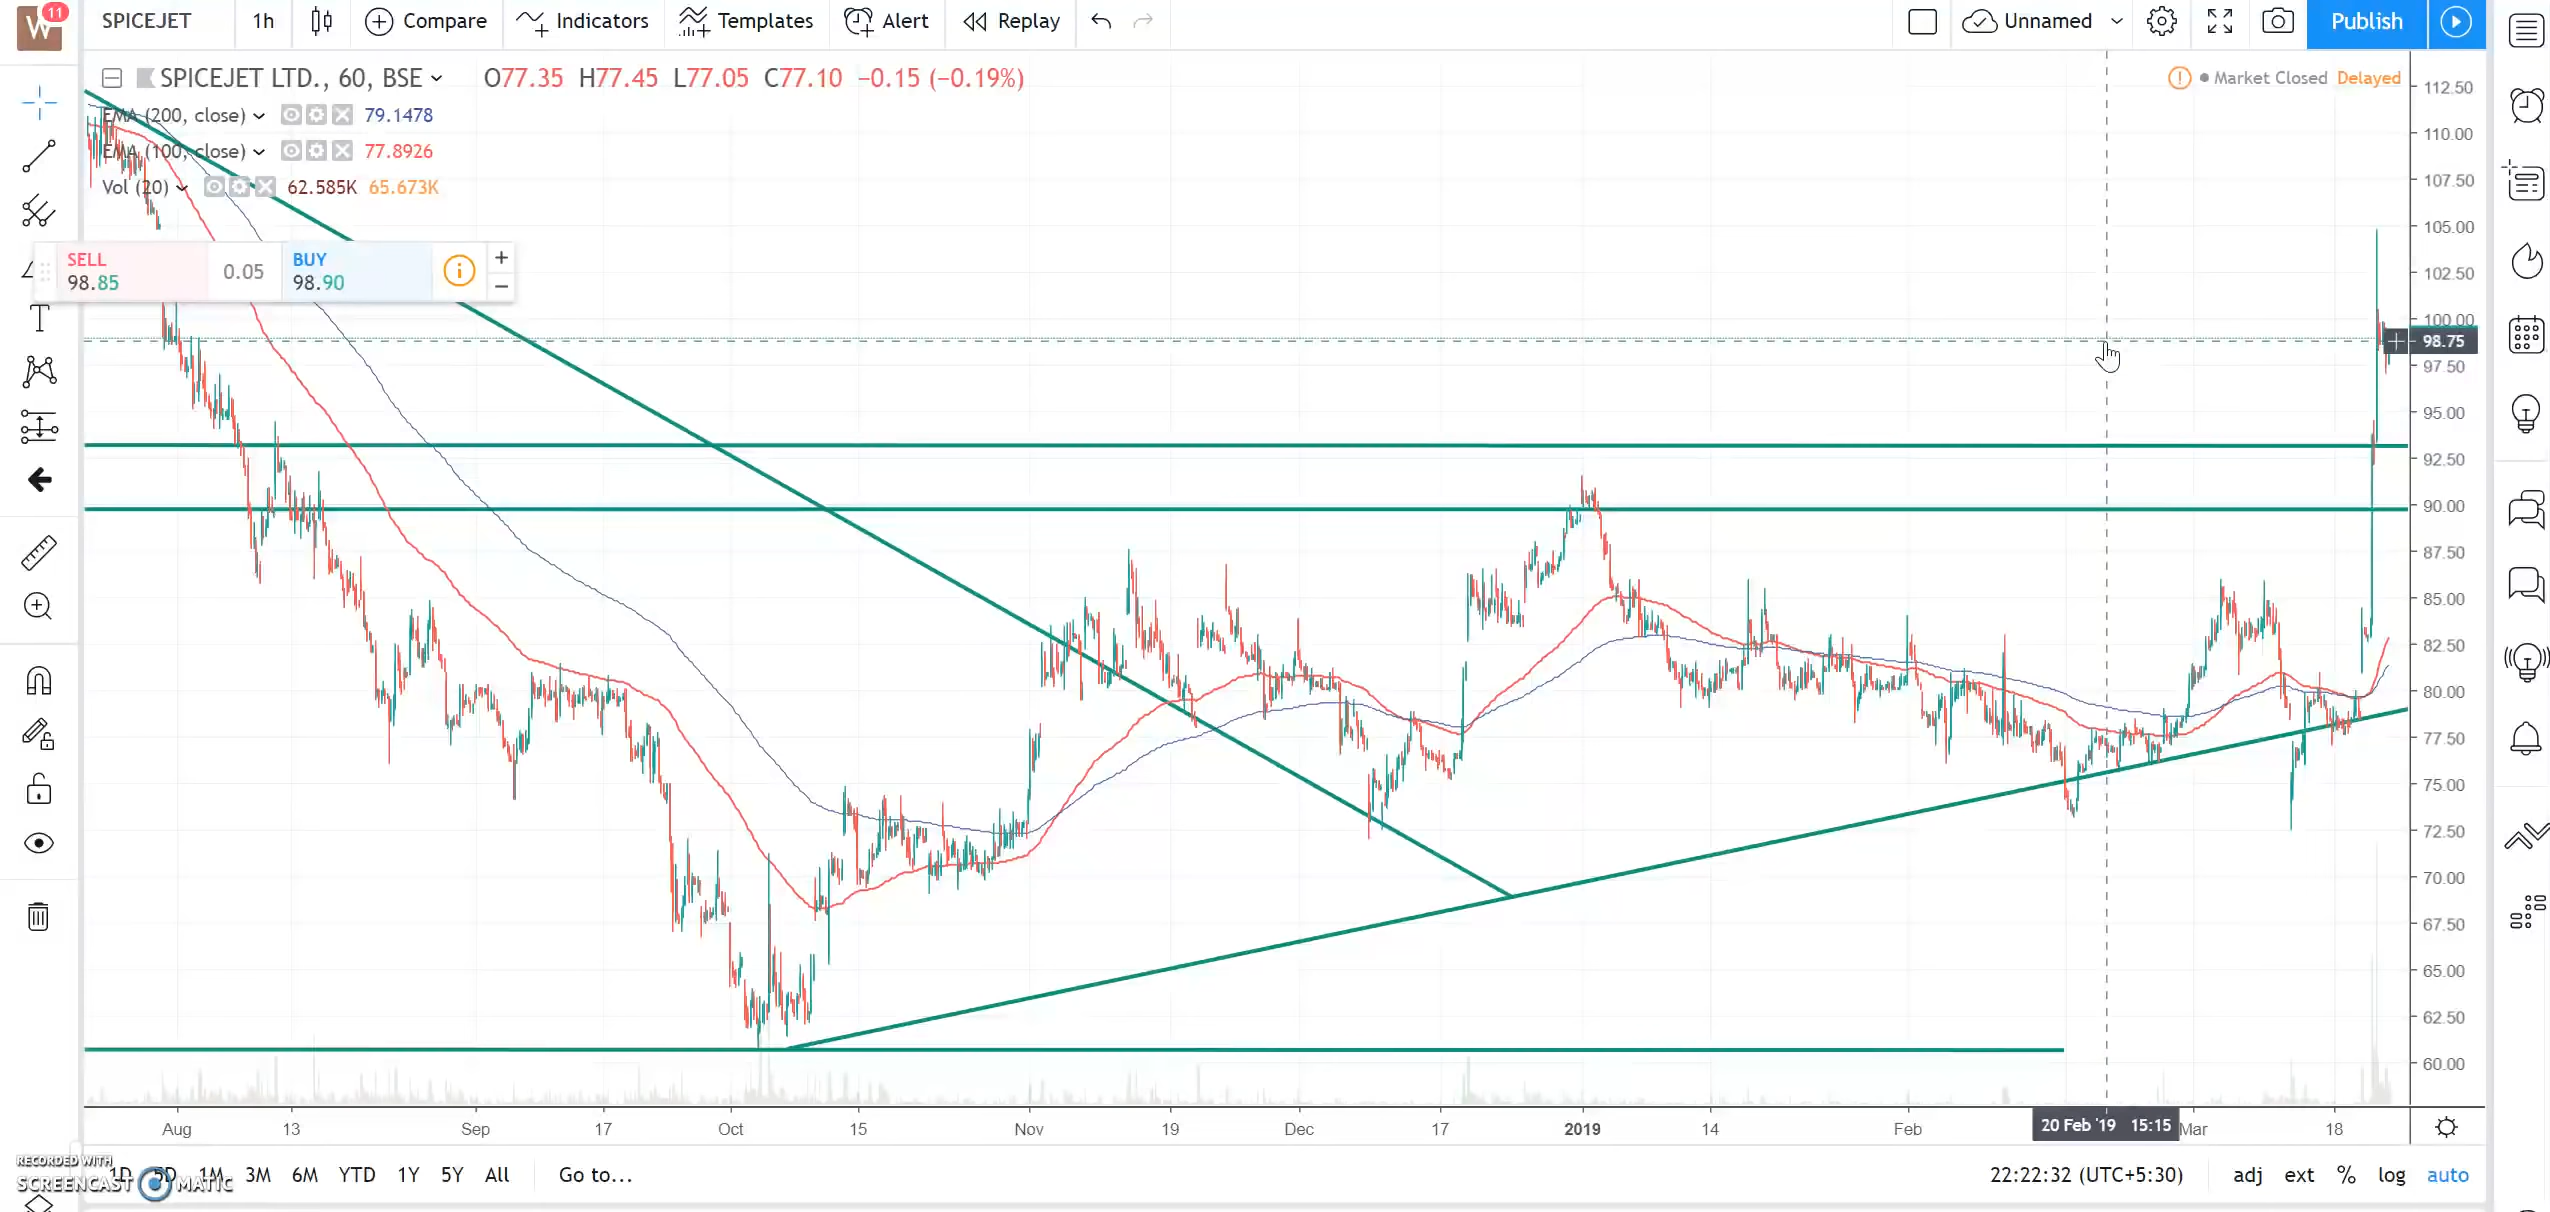 W 11 SPICEJET 1h Compare Indicators Templates Alert Replay Unnamed Publish
SPICEJET LTD., 60, BSE O77.35 H77.45 L77.05 C77.10 −0.15 (−0.19%)
Market Closed Delayed
EMA (200, close) 79.1478
EMA (100, close) 77.8926
Vol (20) 62.585K 65.673K
SELL
98.85
0.05
BUY
98.90
112.50
110.00
107.50
105.00
102.50
100.00
98.75
97.50
95.00
92.50
90.00
87.50
85.00
82.50
80.00
77.50
75.00
72.50
70.00
67.50
65.00
62.50
60.00
Aug 13 Sep 17 Oct 15 Nov 19 Dec 17 2019 14 Feb 20 Feb '19 15:15 Mar 18
1D 5D 1M 3M 6M YTD 1Y 5Y All Go to... 22:22:32 (UTC+5:30) adj ext % log auto
RECORDED WITH
SCREENCAST MATIC